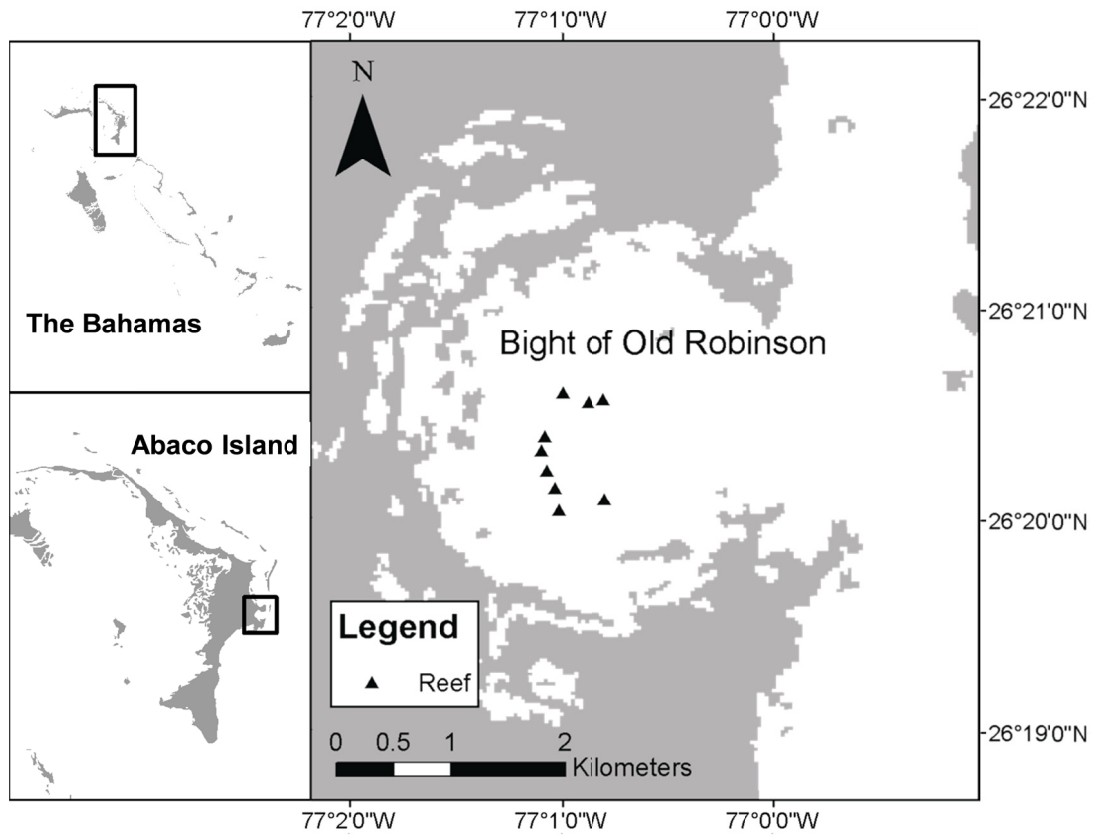 77°2'0"W 77°1'0"W 77°0'0"W
N
26°22'0"N
The Bahamas
26°21'0"N
Bight of Old Robinson
Abaco Island
26°20'0"N
Legend
Reef
26°19'0"N
0 0.5 1 2
Kilometers
77°2'0"W 77°1'0"W 77°0'0"W